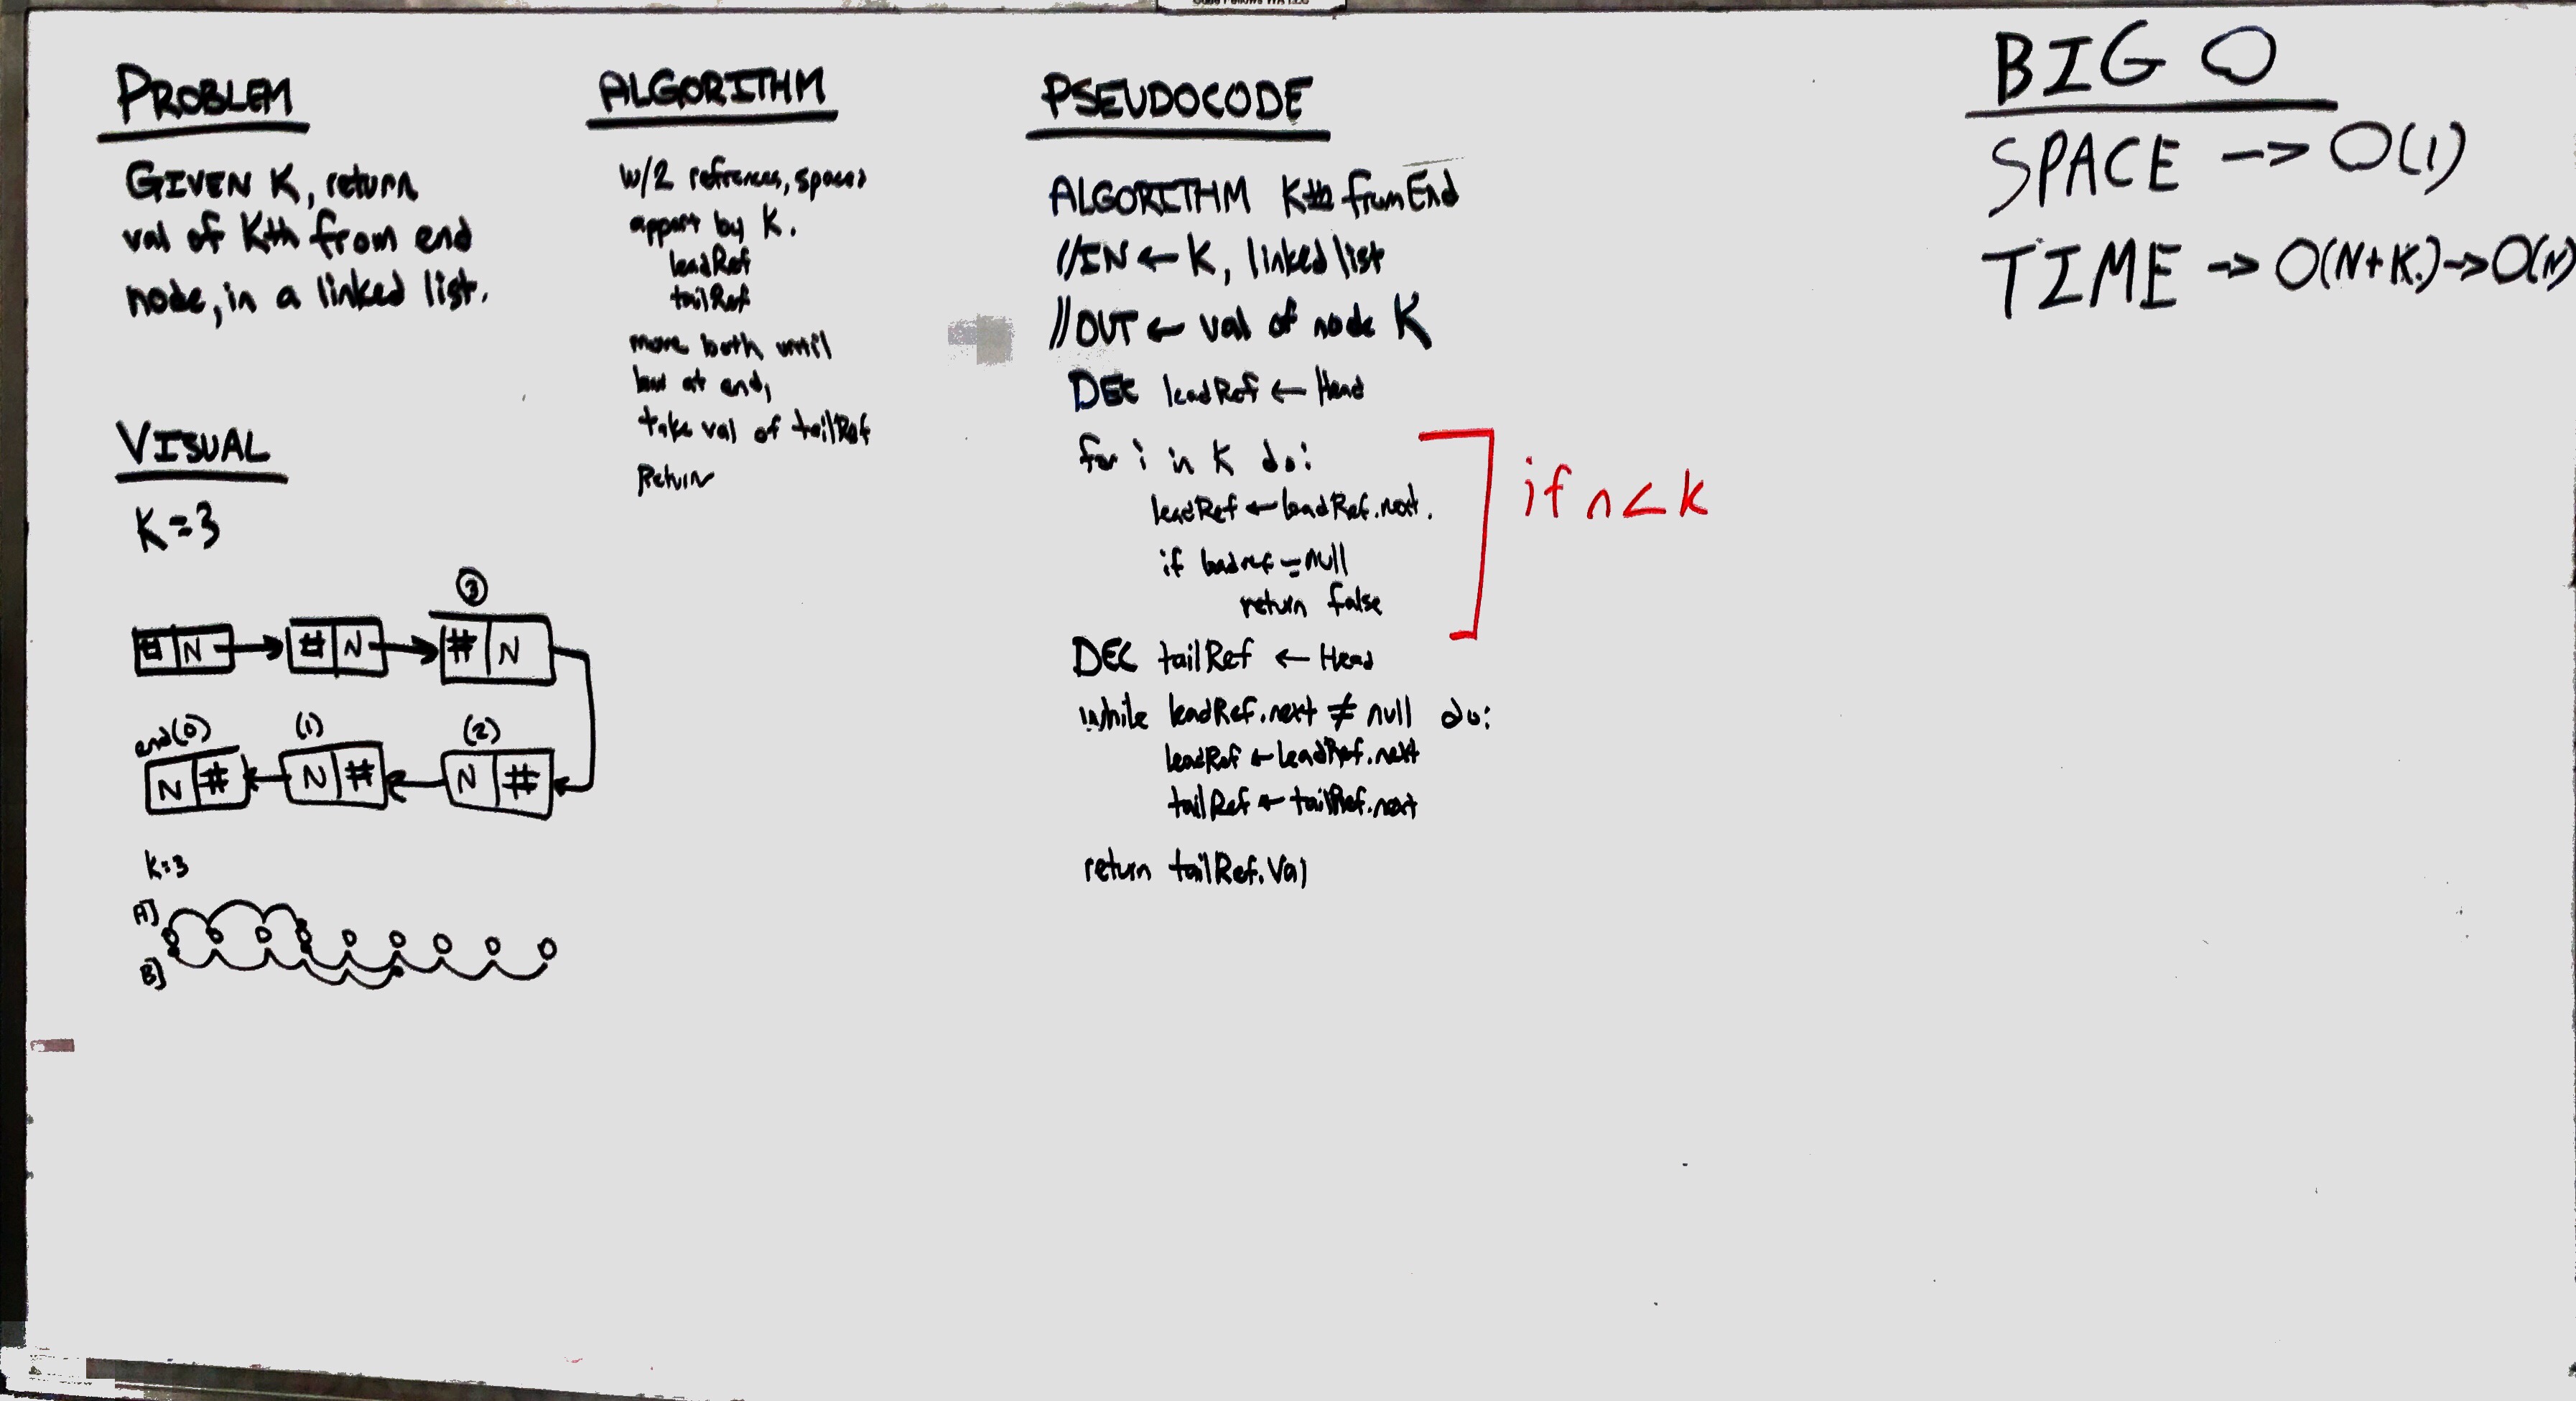 PROBLEM
GIVEN K, return
val of Kth from end
node, in a linked list.
VISUAL
K=3
3
# N
# N
# N
end(0)
(1)
(2)
N #
N #
N #
K=3
A]
B]
ALGORITHM
w/2 refrences, spaced
appart by K.
leadRef
tailRef
move both until
at end,
take val of tailRef
Return
PSEUDOCODE
ALGORITHM Kth fromEnd
//IN ← K, linked list
//OUT ← val of node K
DEC leadRef ← Head
for i in K do:
leadRef ← leadRef.next.
if leadref = null
return false
DEC tailRef ← Head
while leadRef.next ≠ null do:
leadRef ← leadRef.next
tailRef ← tailRef.next
return tailRef.Val
if n < k
BIG O
SPACE -> O(1)
TIME -> O(N+K) -> O(N)